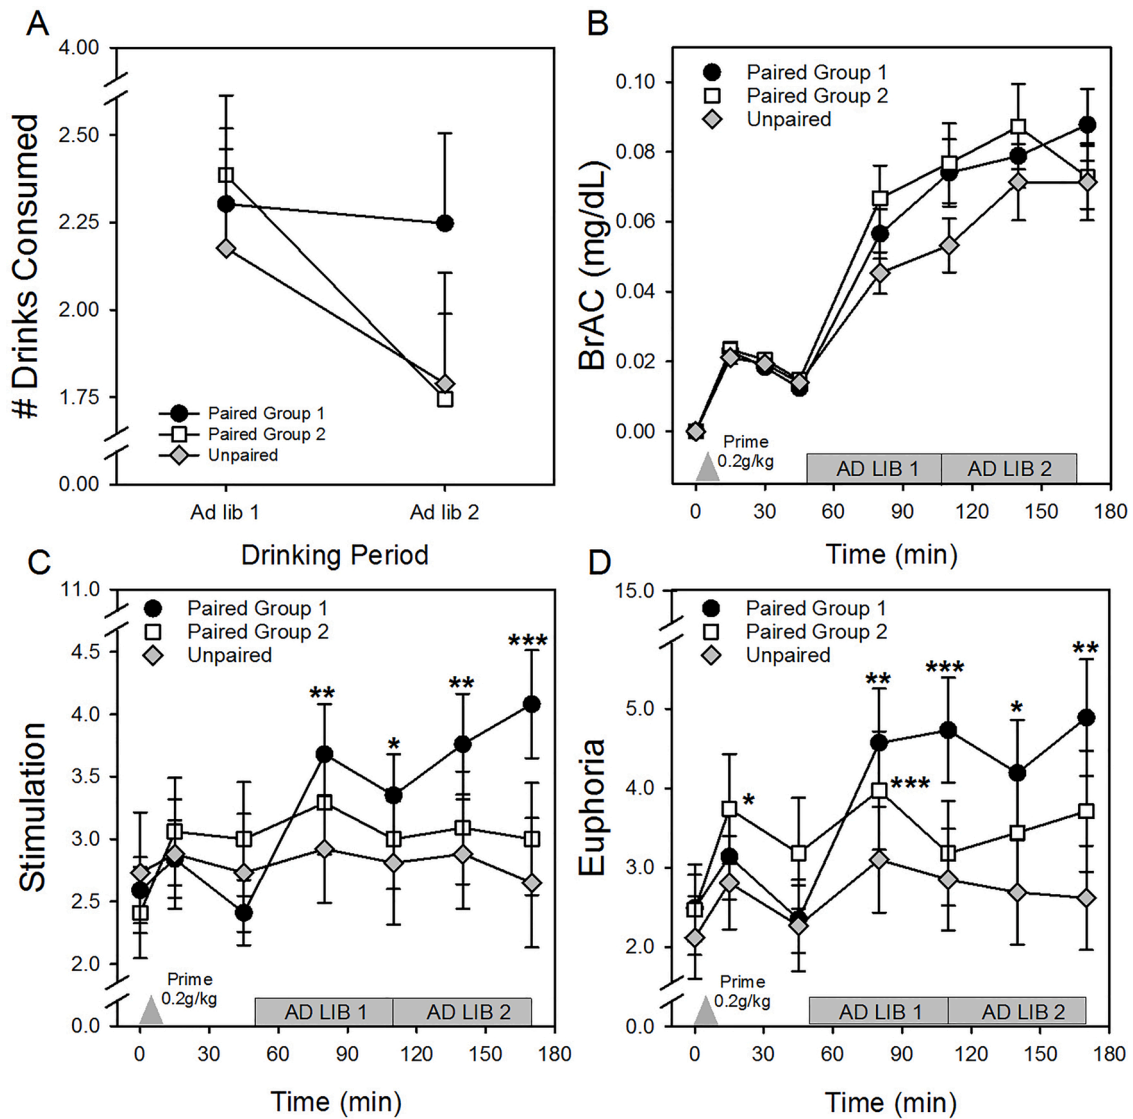 A
4.00
2.50
2.25
2.00
1.75
0.00
# Drinks Consumed
Paired Group 1
Paired Group 2
Unpaired
Ad lib 1
Ad lib 2
Drinking Period
B
0.10
0.08
0.06
0.04
0.02
0.00
BrAC (mg/dL)
Paired Group 1
Paired Group 2
Unpaired
Prime
0.2g/kg
AD LIB 1
AD LIB 2
0 30 60 90 120 150 180
Time (min)
C
11.0
4.5
4.0
3.5
3.0
2.5
2.0
0.0
Stimulation
Paired Group 1
Paired Group 2
Unpaired
**
*
**
***
Prime
0.2g/kg
AD LIB 1
AD LIB 2
0 30 60 90 120 150 180
Time (min)
D
15.0
5.0
4.0
3.0
2.0
0.0
Euphoria
Paired Group 1
Paired Group 2
Unpaired
*
**
***
***
*
**
Prime
0.2g/kg
AD LIB 1
AD LIB 2
0 30 60 90 120 150 180
Time (min)